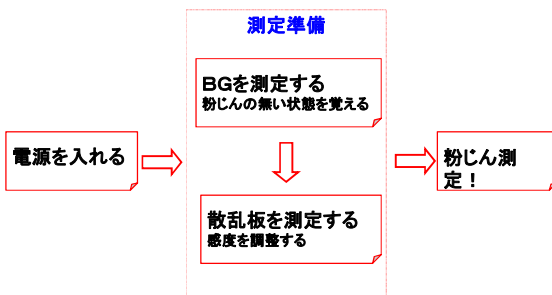 測定準備
BGを測定する
粉じんの無い状態を覚える
電源を入れる
粉じん測
定！
散乱板を測定する
感度を調整する